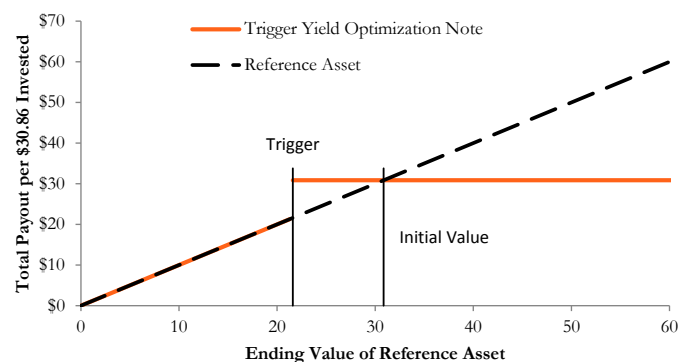 $70
$60
$50
$40
$30
$20
$10
$0
Total Payout per $30.86 Invested
Trigger Yield Optimization Note
Reference Asset
Trigger
Initial Value
0 10 20 30 40 50 60
Ending Value of Reference Asset